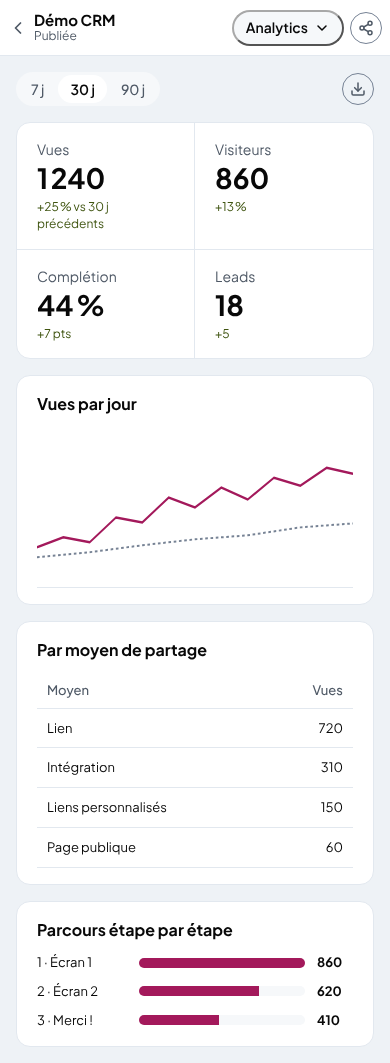 Démo CRM
Publiée
Analytics
7 j 30 j 90 j
Vues
1 240
+25 % vs 30 j
précédents
Visiteurs
860
+13 %
Complétion
44 %
+7 pts
Leads
18
+5
Vues par jour
Par moyen de partage
Moyen Vues
Lien 720
Intégration 310
Liens personnalisés 150
Page publique 60
Parcours étape par étape
1 · Écran 1 860
2 · Écran 2 620
3 · Merci ! 410